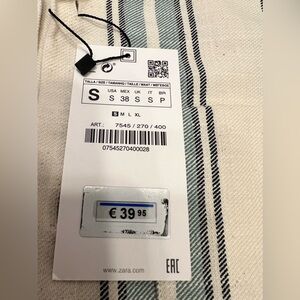 TALLA / SIZE / TAMANHO / TAILLE / MAAT / ΜΕΓΕΘΟΣ
S
USA MEX UK IT BR
S 38 S S P
S M L XL
ART: 7545 / 270 / 400
07545270400028
€ 39 95
www.zara.com
EAC